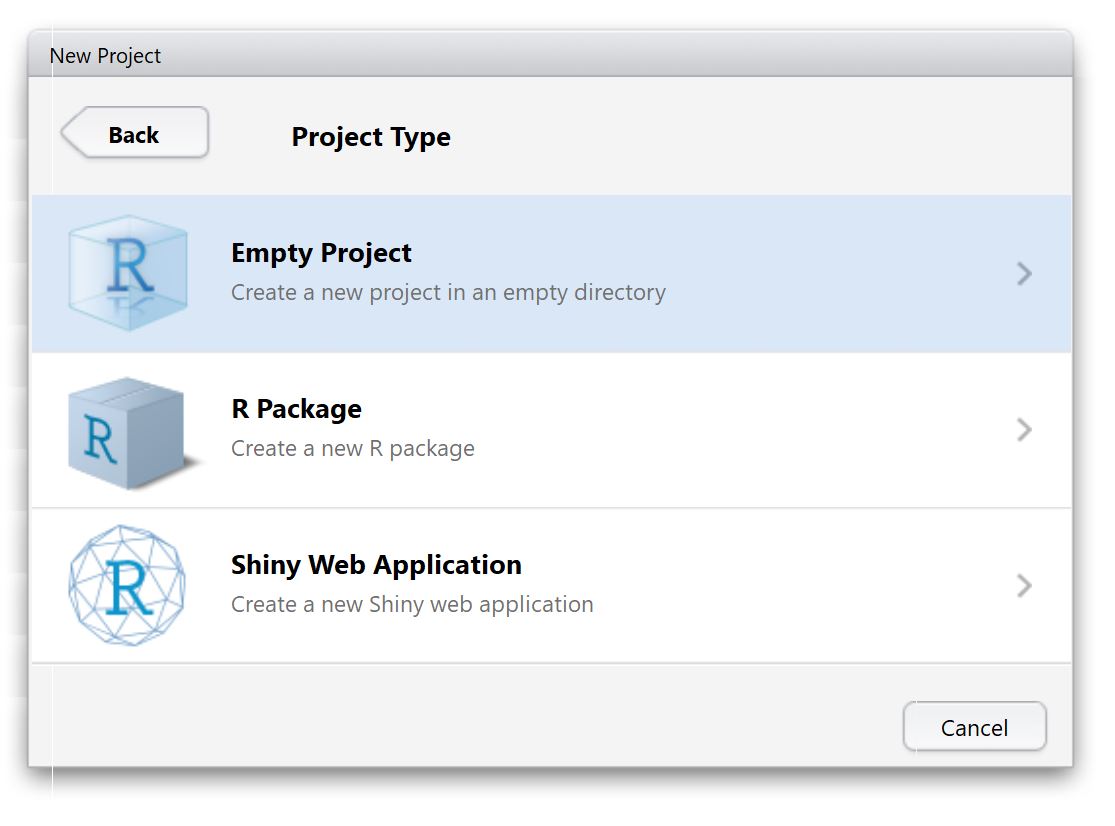 New Project
Back
Project Type
R
Empty Project
Create a new project in an empty directory
R
R Package
Create a new R package
R
Shiny Web Application
Create a new Shiny web application
Cancel